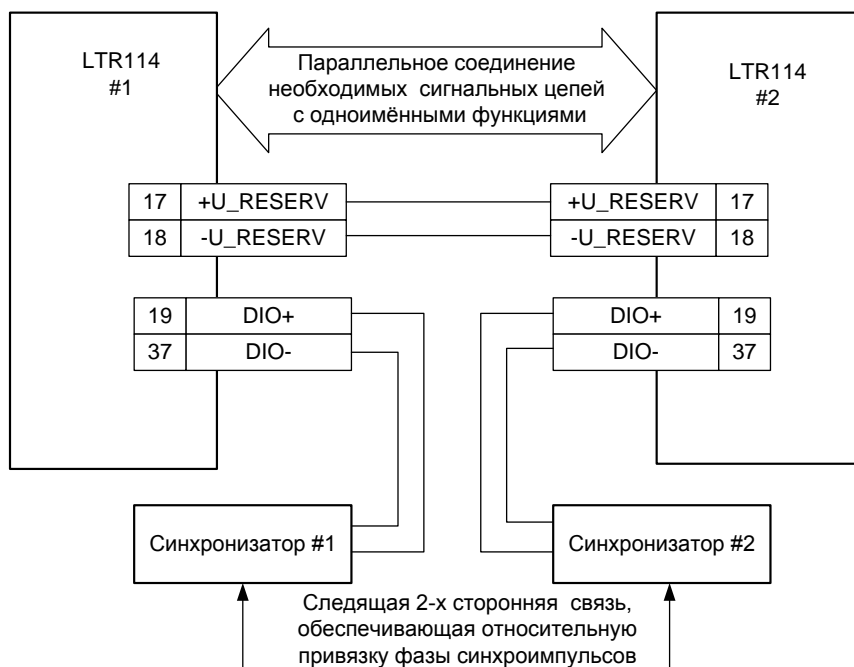 LTR114
#1
Параллельное соединение
необходимых сигнальных цепей
с одноимёнными функциями
LTR114
#2
17 +U_RESERV +U_RESERV 17
18 -U_RESERV -U_RESERV 18
19 DIO+ DIO+ 19
37 DIO- DIO- 37
Синхронизатор #1 Синхронизатор #2
Следящая 2-х сторонняя связь,
обеспечивающая относительную
привязку фазы синхроимпульсов